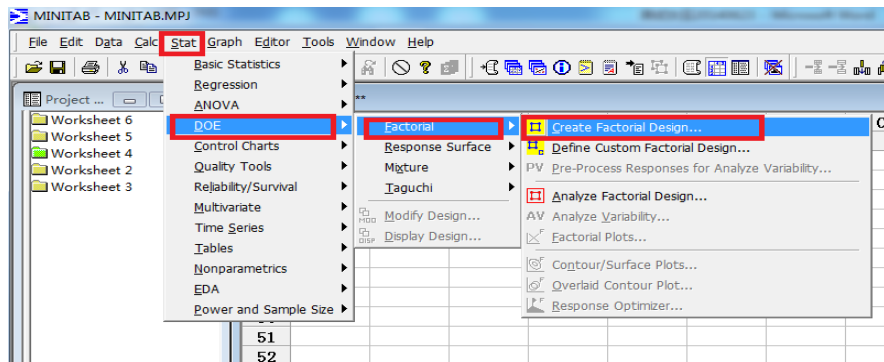 MINITAB - MINITAB.MPJ
File Edit Data Calc Stat Graph Editor Tools Window Help
Project ...
**
Worksheet 6
Worksheet 5
Worksheet 4
Worksheet 2
Worksheet 3
Basic Statistics
Regression
ANOVA
DOE
Control Charts
Quality Tools
Reliability/Survival
Multivariate
Time Series
Tables
Nonparametrics
EDA
Power and Sample Size
Factorial
Response Surface
Mixture
Taguchi
MOD Modify Design...
DISP Display Design...
Create Factorial Design...
Define Custom Factorial Design...
PV Pre-Process Responses for Analyze Variability...
Analyze Factorial Design...
AV Analyze Variability...
Factorial Plots...
Contour/Surface Plots...
Overlaid Contour Plot...
Response Optimizer...
C
51
52